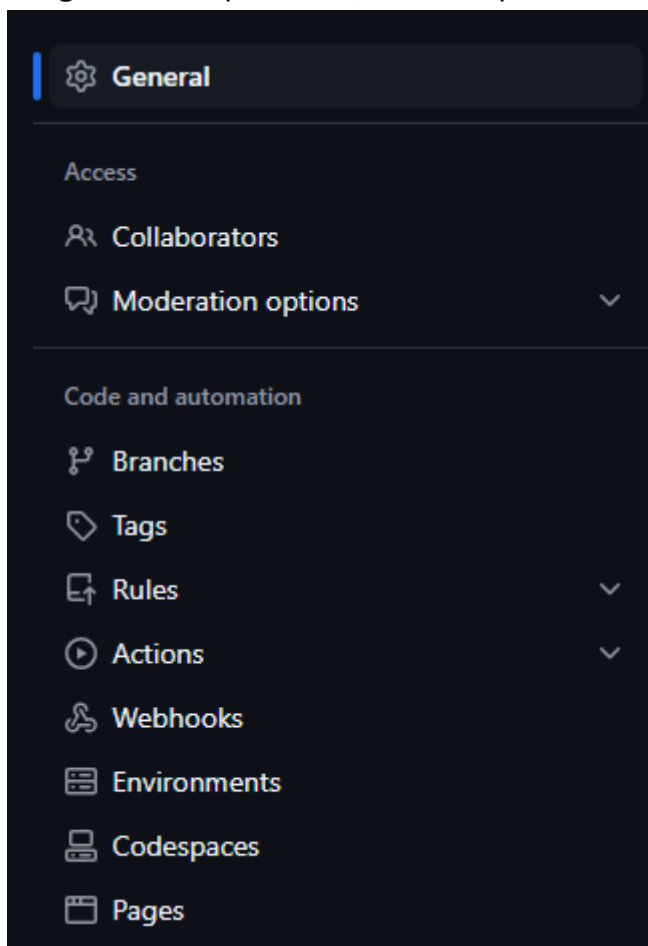 General
Access
Collaborators
Moderation options
Code and automation
Branches
Tags
Rules
Actions
Webhooks
Environments
Codespaces
Pages